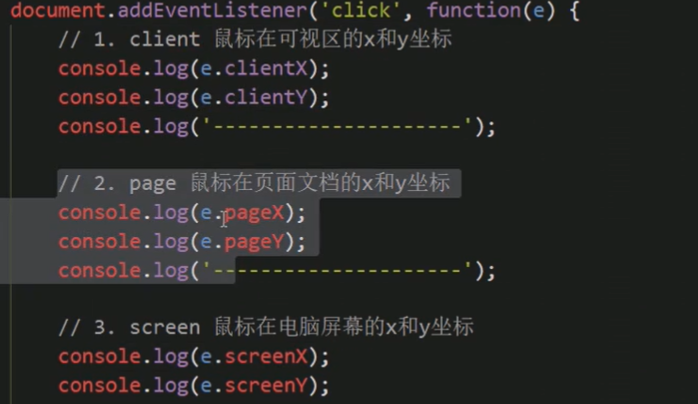 document.addEventListener('click', function(e) {
// 1. client 鼠标在可视区的x和y坐标
console.log(e.clientX);
console.log(e.clientY);
console.log('---------------------');
// 2. page 鼠标在页面文档的x和y坐标
console.log(e.pageX);
console.log(e.pageY);
console.log('---------------------');
// 3. screen 鼠标在电脑屏幕的x和y坐标
console.log(e.screenX);
console.log(e.screenY);